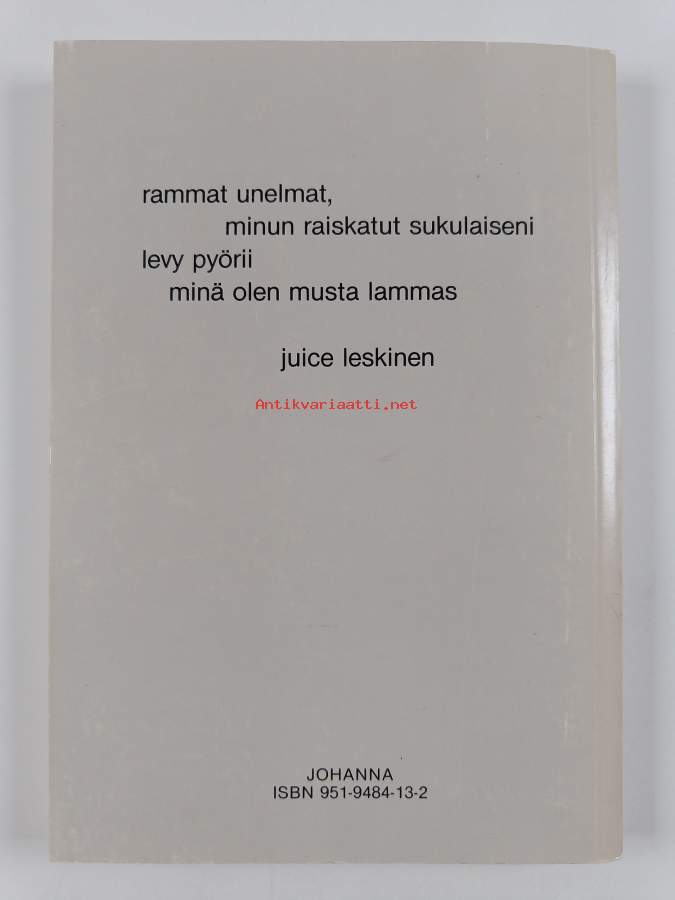 rammat unelmat,
minun raiskatut sukulaiseni
levy pyörii
minä olen musta lammas
juice leskinen
Antikvariaatti.net
JOHANNA
ISBN 951-9484-13-2